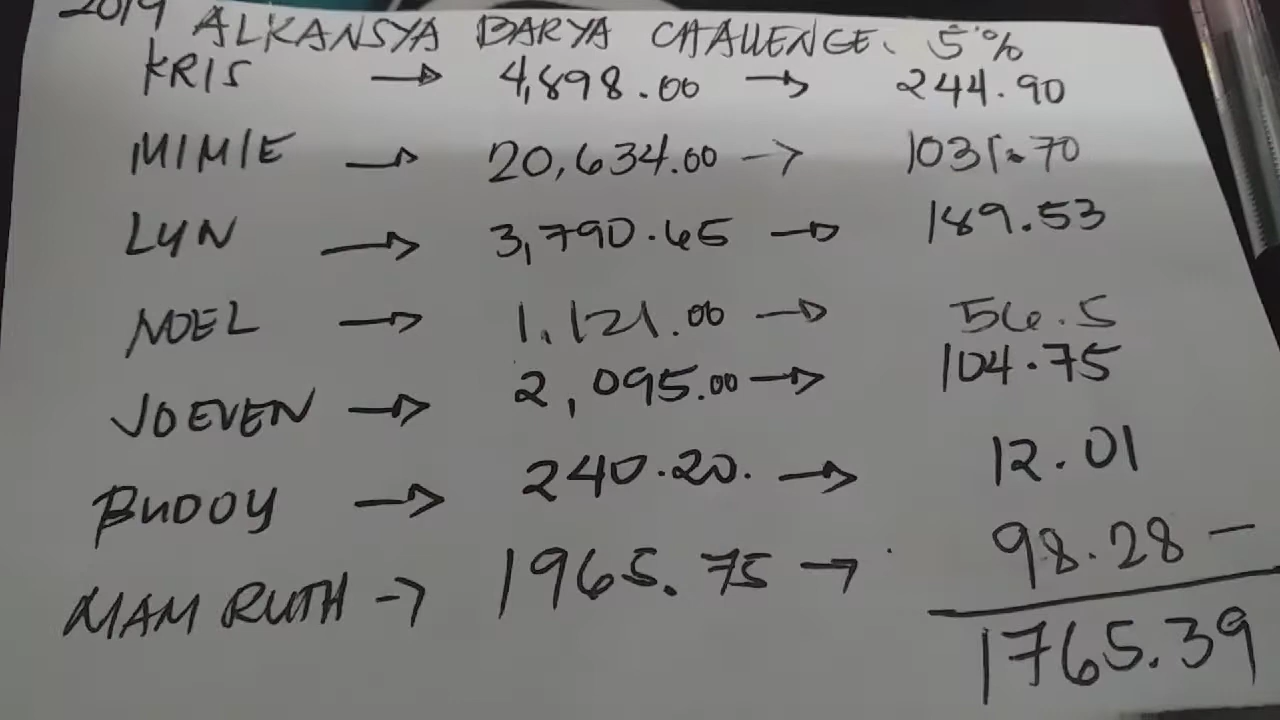 2019 ALKANSYA BARYA CHALLENGE. 5%
KRIS → 4,898.00 → 244.90
MIMIE → 20,634.00 → 1031.70
LYN → 3,790.65 → 189.53
NOEL → 1,121.00 → 56.5
JOEVEN → 2,095.00 → 104.75
BUDOY → 240.20. → 12.01
MAM RUTH → 1965.75 → 98.28 –
1765.39